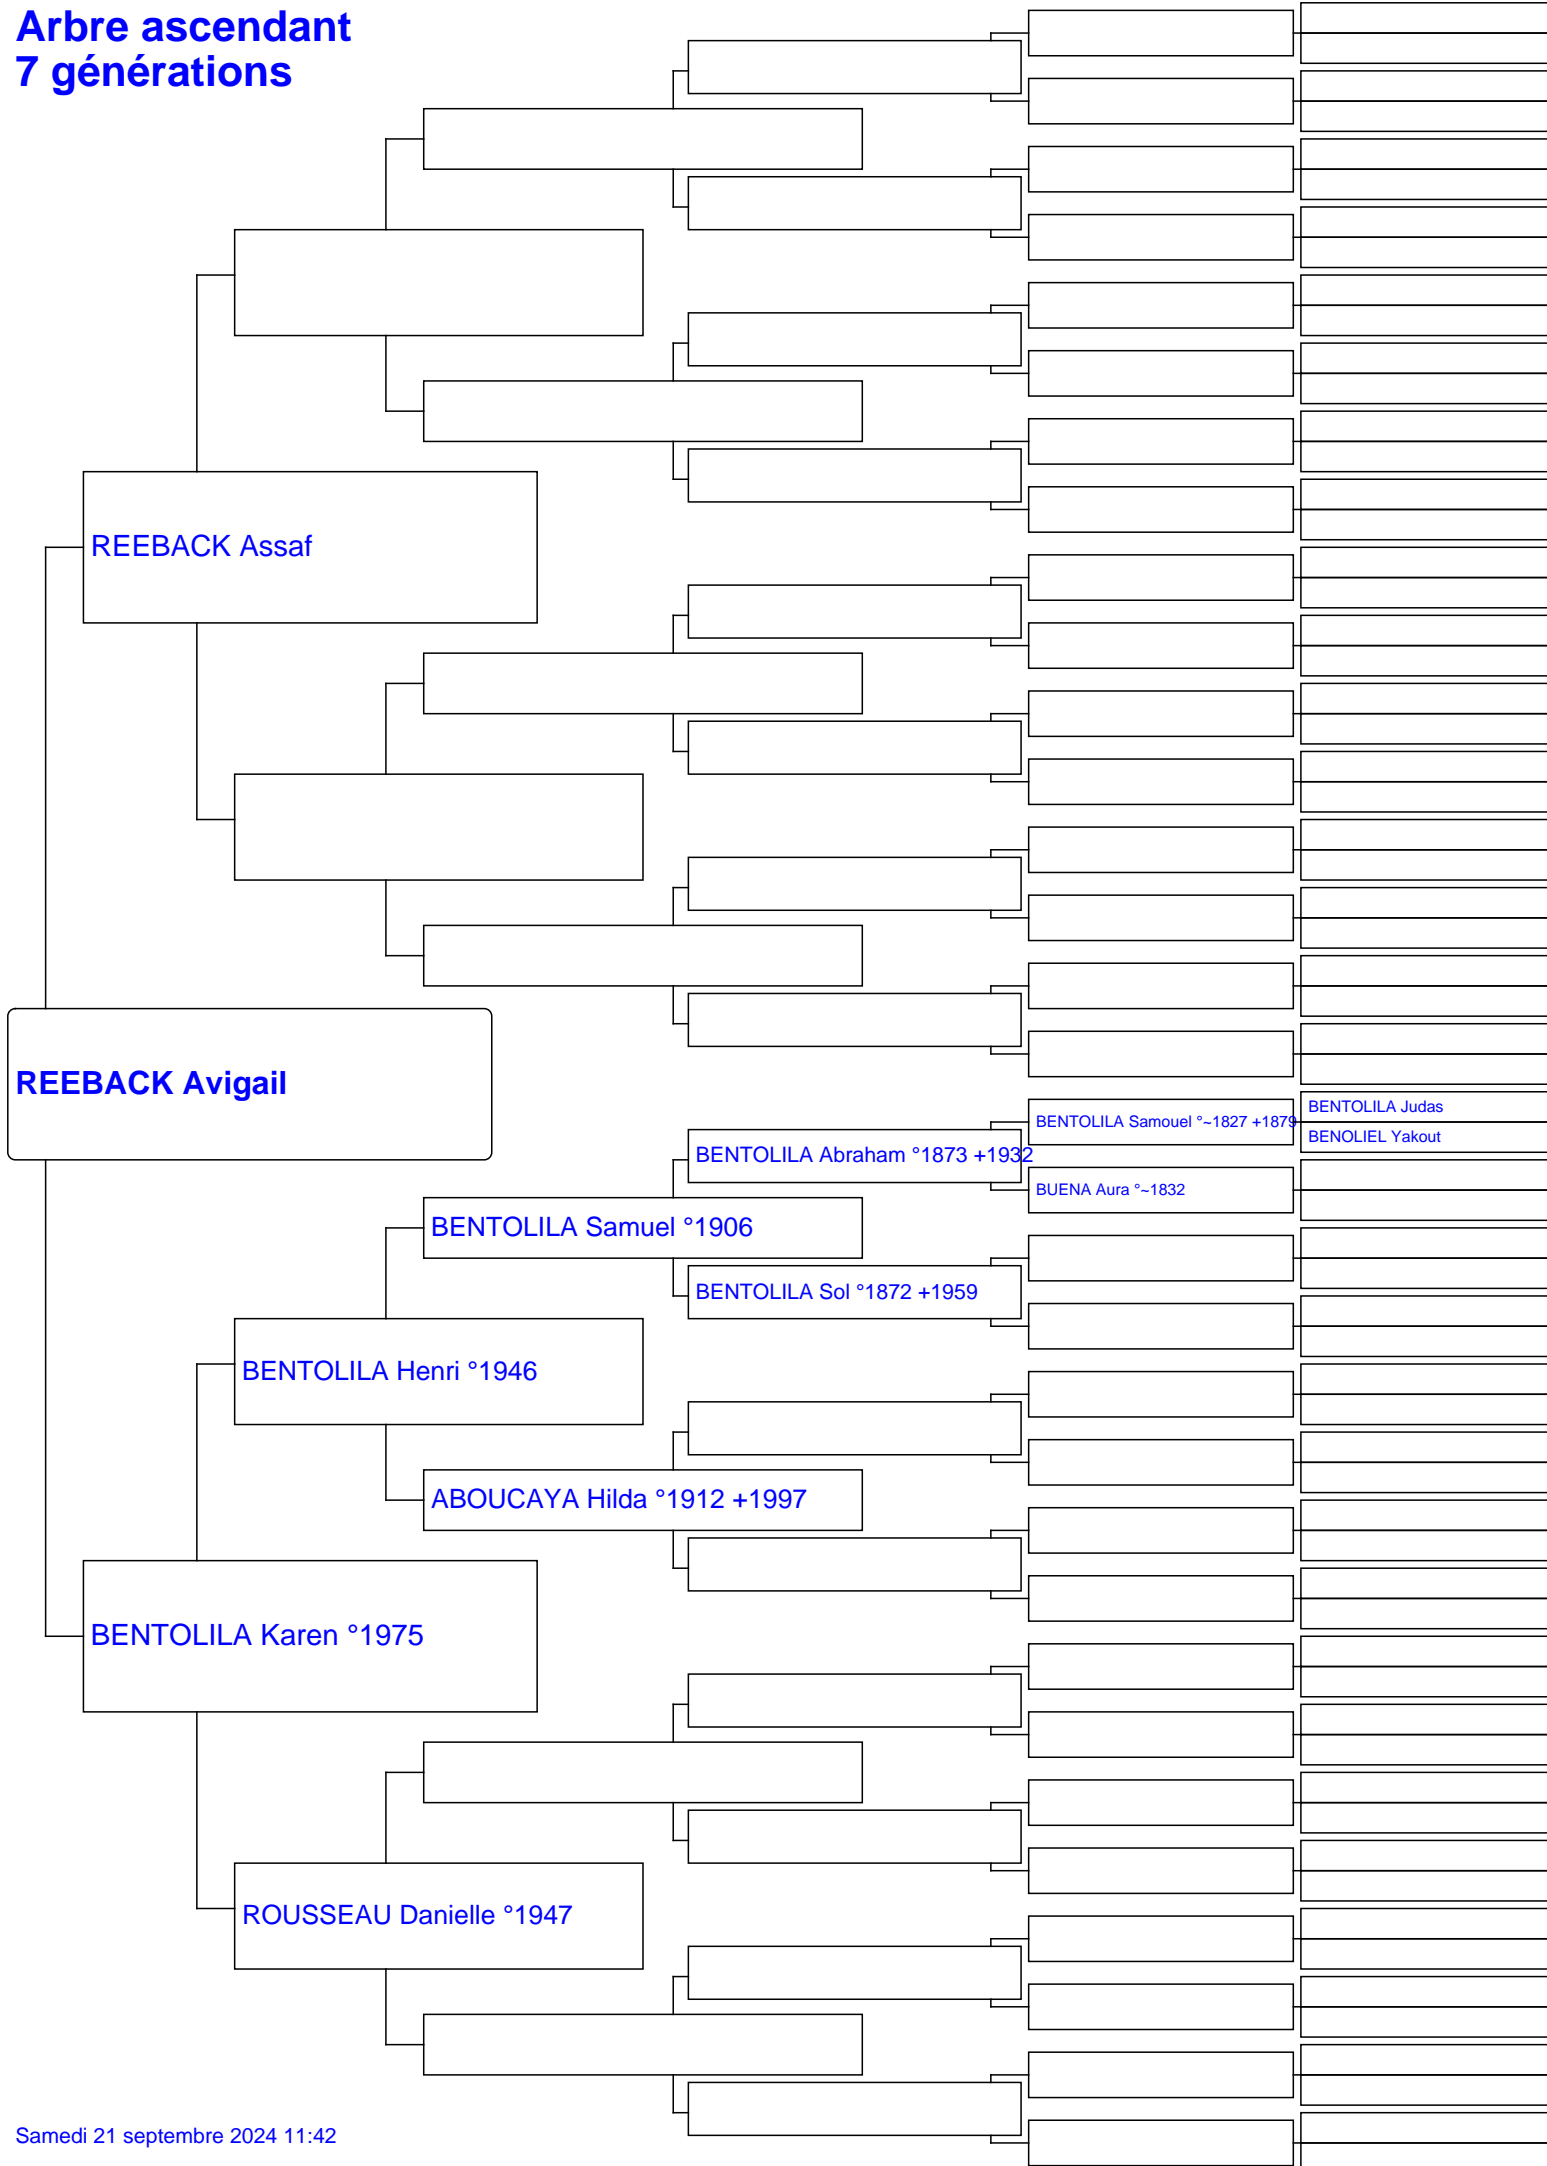 Arbre ascendant
7 générations
REEBACK Assaf
REEBACK Avigail
BENTOLILA Judas
BENTOLILA Samouel °~1827 +1879
BENOLIEL Yakout
BENTOLILA Abraham °1873 +1932
BUENA Aura °~1832
BENTOLILA Samuel °1906
BENTOLILA Sol °1872 +1959
BENTOLILA Henri °1946
ABOUCAYA Hilda °1912 +1997
BENTOLILA Karen °1975
ROUSSEAU Danielle °1947
Samedi 21 septembre 2024 11:42